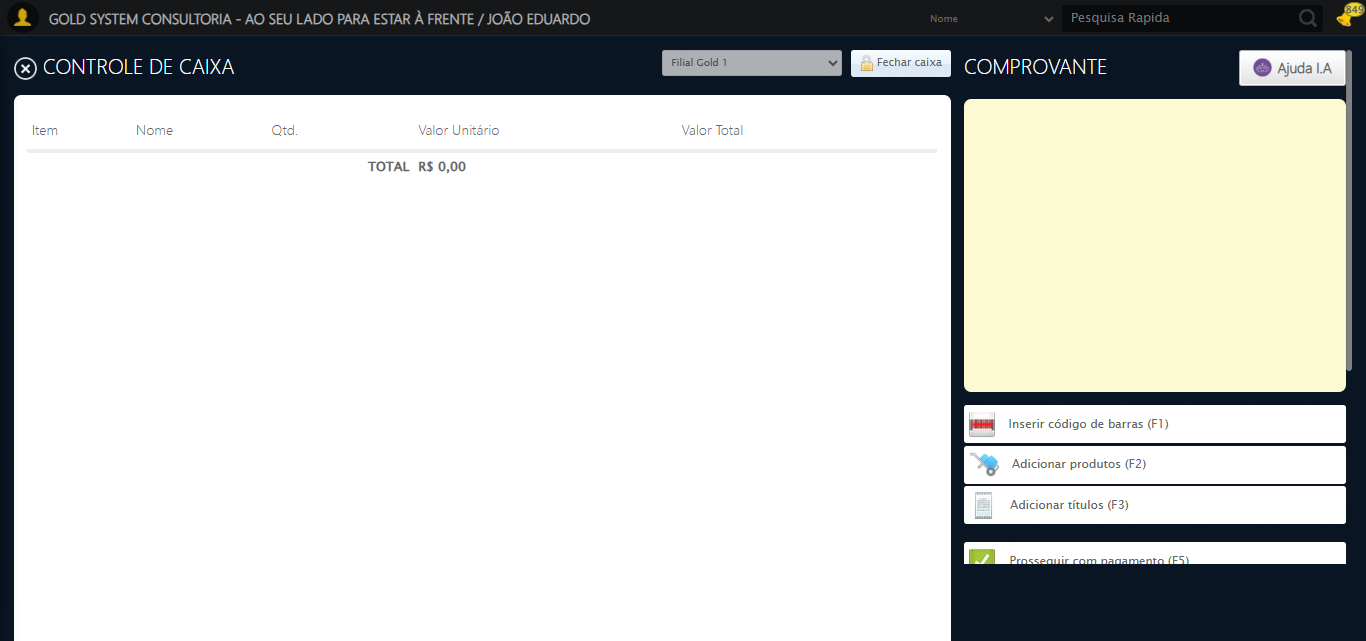 GOLD SYSTEM CONSULTORIA - AO SEU LADO PARA ESTAR À FRENTE / JOÃO EDUARDO
Nome
Pesquisa Rapida
849
CONTROLE DE CAIXA
Filial Gold 1
Fechar caixa
COMPROVANTE
Ajuda I.A
Item Nome Qtd. Valor Unitário Valor Total
TOTAL R$ 0,00
Inserir código de barras (F1)
Adicionar produtos (F2)
Adicionar títulos (F3)
Prosseguir com pagamento (F5)